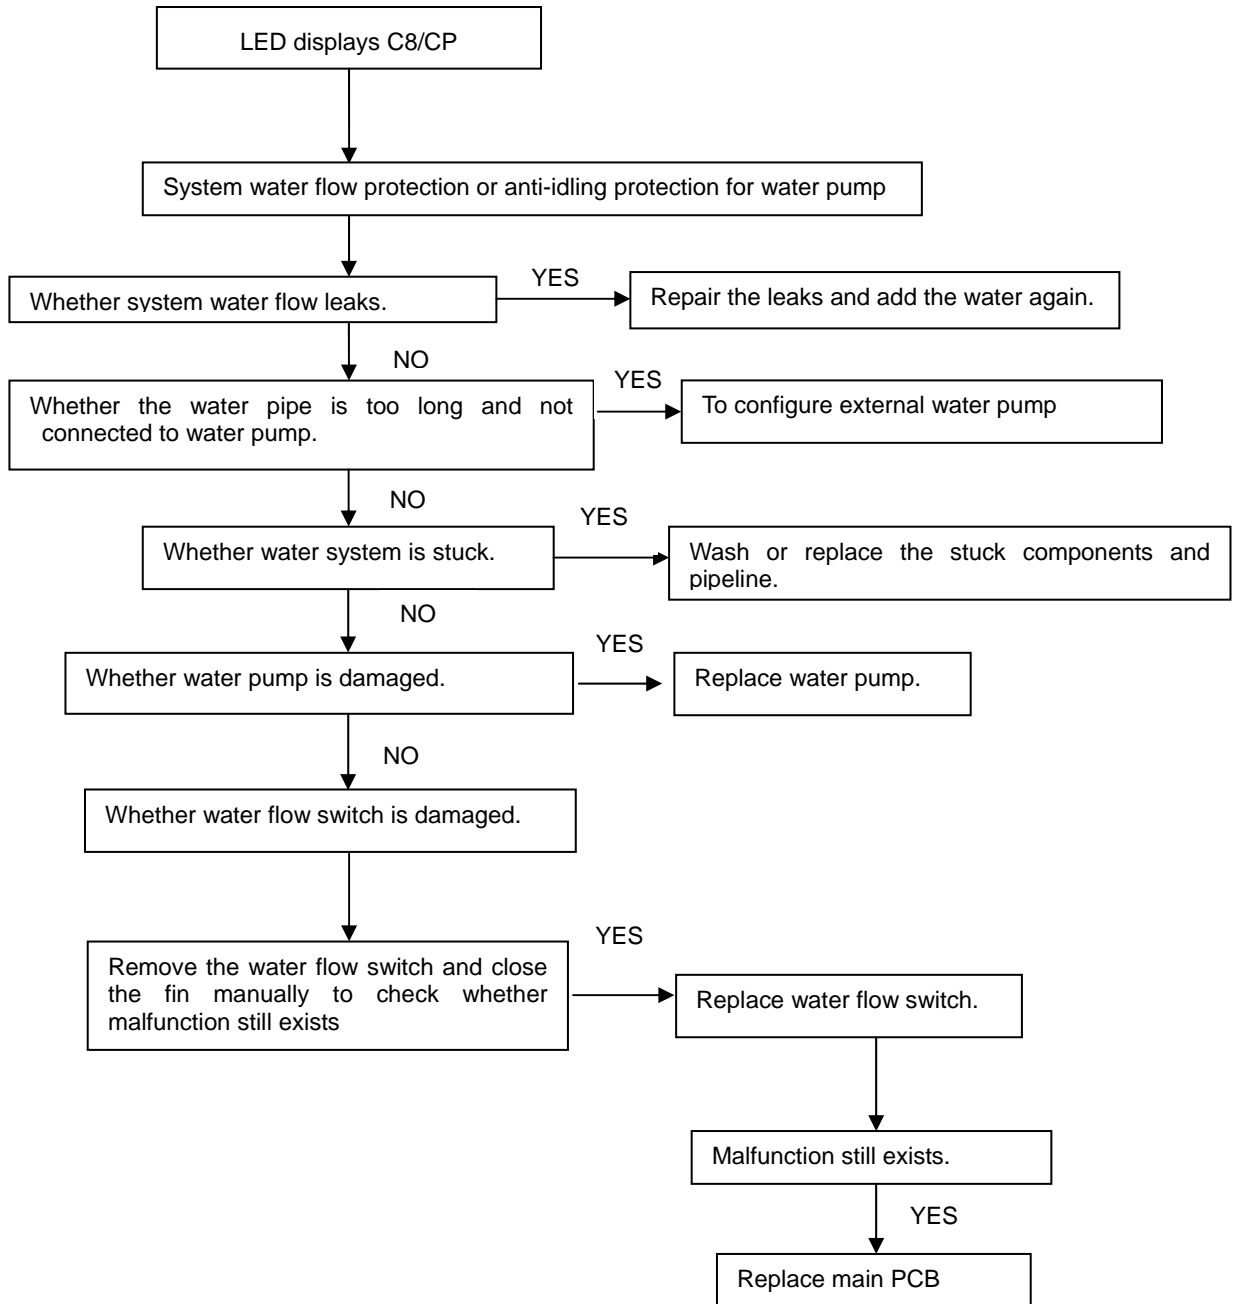 LED displays C8/CP
System water flow protection or anti-idling protection for water pump
Whether system water flow leaks.
YES
Repair the leaks and add the water again.
NO
Whether the water pipe is too long and not
connected to water pump.
YES
To configure external water pump
NO
Whether water system is stuck.
YES
Wash or replace the stuck components and
pipeline.
NO
Whether water pump is damaged.
YES
Replace water pump.
NO
Whether water flow switch is damaged.
Remove the water flow switch and close
the fin manually to check whether
malfunction still exists
YES
Replace water flow switch.
Malfunction still exists.
YES
Replace main PCB